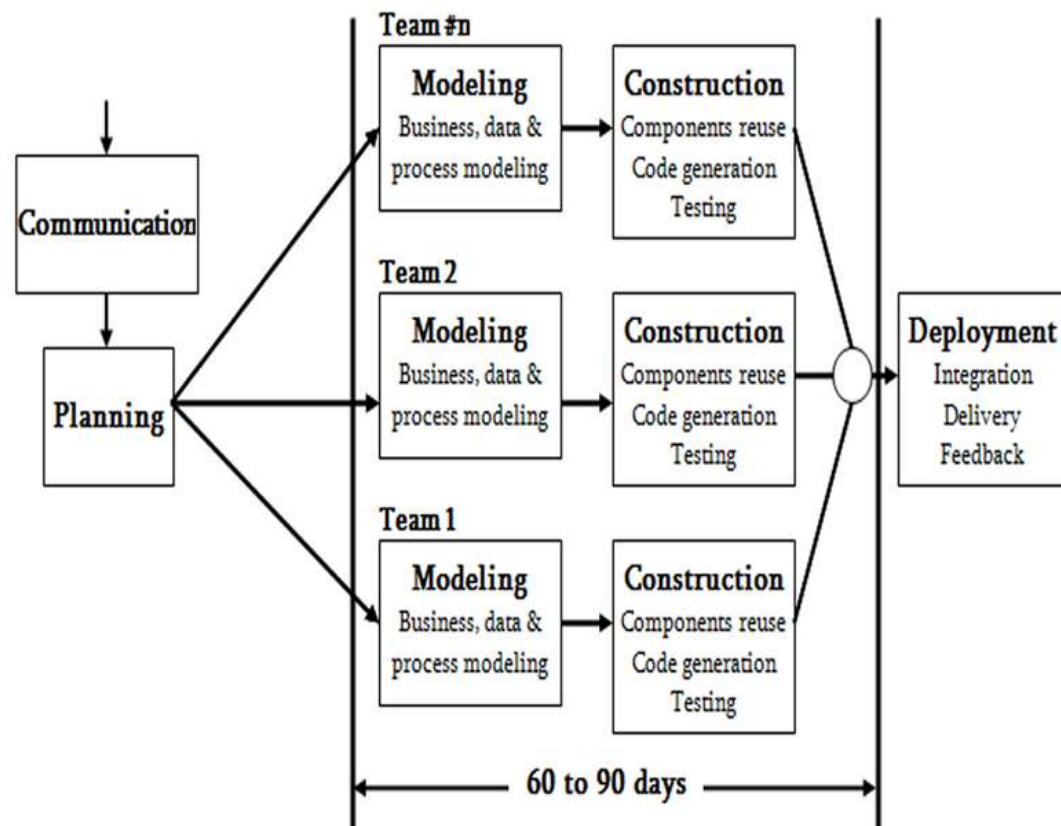 Communication
Planning
Team #n
Modeling
Business, data &
process modeling
Construction
Components reuse
Code generation
Testing
Team 2
Modeling
Business, data &
process modeling
Construction
Components reuse
Code generation
Testing
Team 1
Modeling
Business, data &
process modeling
Construction
Components reuse
Code generation
Testing
Deployment
Integration
Delivery
Feedback
60 to 90 days